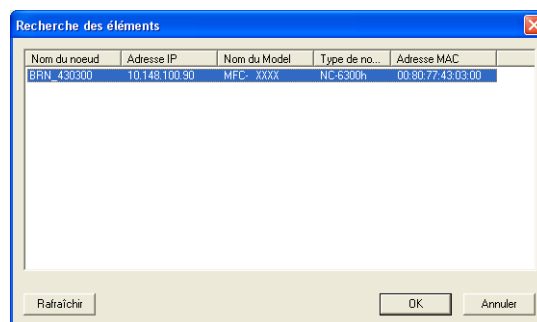 Recherche des éléments
Nom du noeud Adresse IP Nom du Model Type de no... Adresse MAC
BRN_430300 10.148.100.90 MFC- XXXX NC-6300h 00:80:77:43:03:00
Rafraîchir OK Annuler